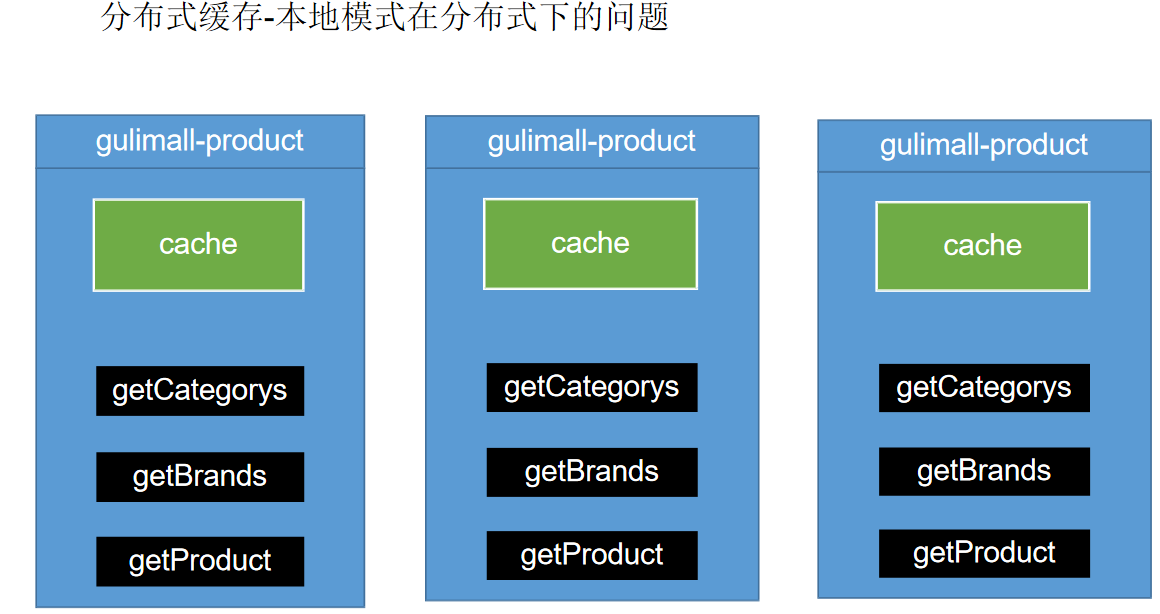 分布式缓存-本地模式在分布式下的问题
gulimall-product
cache
getCategorys
getBrands
getProduct
gulimall-product
cache
getCategorys
getBrands
getProduct
gulimall-product
cache
getCategorys
getBrands
getProduct